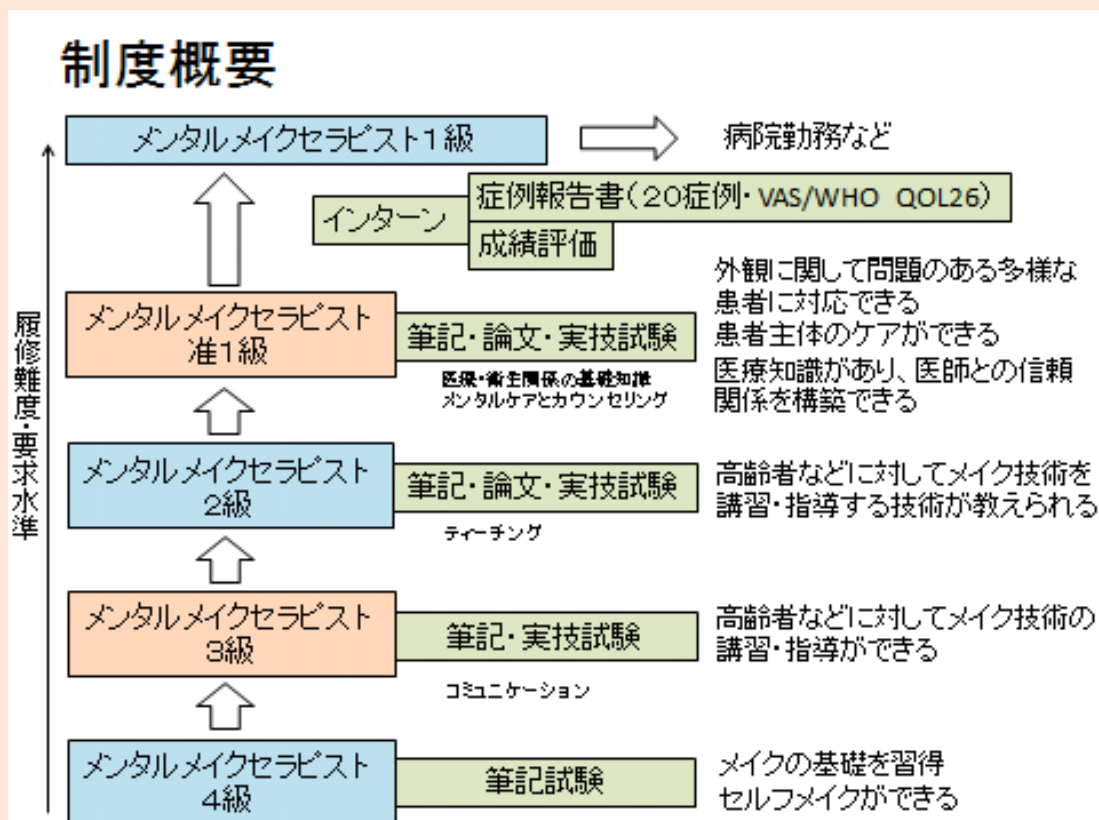 制度概要
メンタルメイクセラピスト1級
病院勤務など
インターン
症例報告書(20症例・VAS/WHO QOL26)
成績評価
履修難度・要求水準
メンタルメイクセラピスト
准1級
筆記・論文・実技試験
医療・衛生関係の基礎知識
メンタルケアとカウンセリング
外観に関して問題のある多様な
患者に対応できる
患者主体のケアができる
医療知識があり、医師との信頼
関係を構築できる
メンタルメイクセラピスト
2級
筆記・論文・実技試験
ティーチング
高齢者などに対してメイク技術を
講習・指導する技術が教えられる
メンタルメイクセラピスト
3級
筆記・実技試験
コミュニケーション
高齢者などに対してメイク技術の
講習・指導ができる
メンタルメイクセラピスト
4級
筆記試験
メイクの基礎を習得
セルフメイクができる